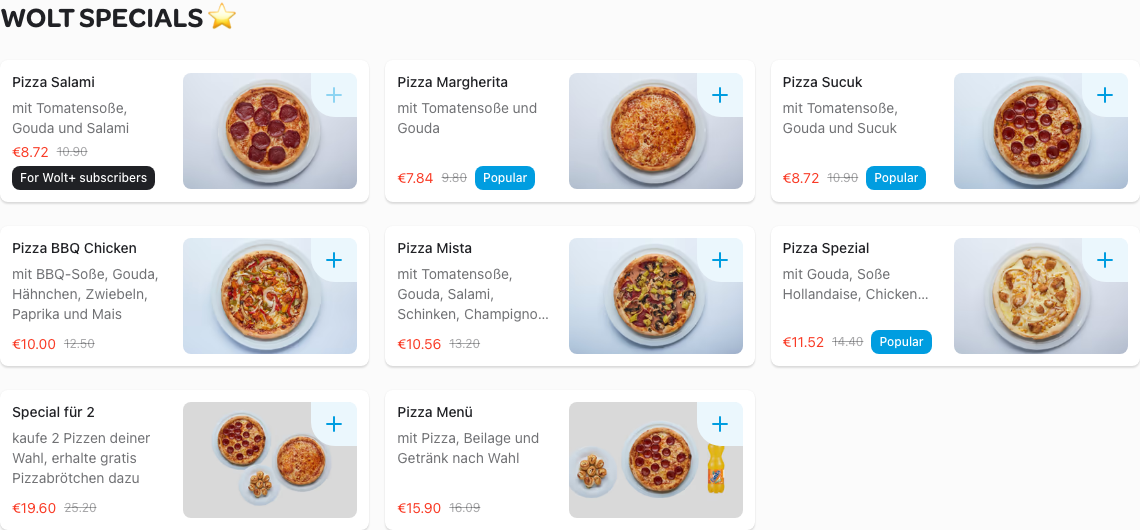 WOLT SPECIALS ⭐
Pizza Salami
mit Tomatensoße,
Gouda und Salami
€8.72 10.90
For Wolt+ subscribers
Pizza Margherita
mit Tomatensoße und
Gouda
€7.84 9.80 Popular
Pizza Sucuk
mit Tomatensoße,
Gouda und Sucuk
€8.72 10.90 Popular
Pizza BBQ Chicken
mit BBQ-Soße, Gouda,
Hähnchen, Zwiebeln,
Paprika und Mais
€10.00 12.50
Pizza Mista
mit Tomatensoße,
Gouda, Salami,
Schinken, Champigno...
€10.56 13.20
Pizza Spezial
mit Gouda, Soße
Hollandaise, Chicken...
€11.52 14.40 Popular
Special für 2
kaufe 2 Pizzen deiner
Wahl, erhalte gratis
Pizzabrötchen dazu
€19.60 25.20
Pizza Menü
mit Pizza, Beilage und
Getränk nach Wahl
€15.90 16.09